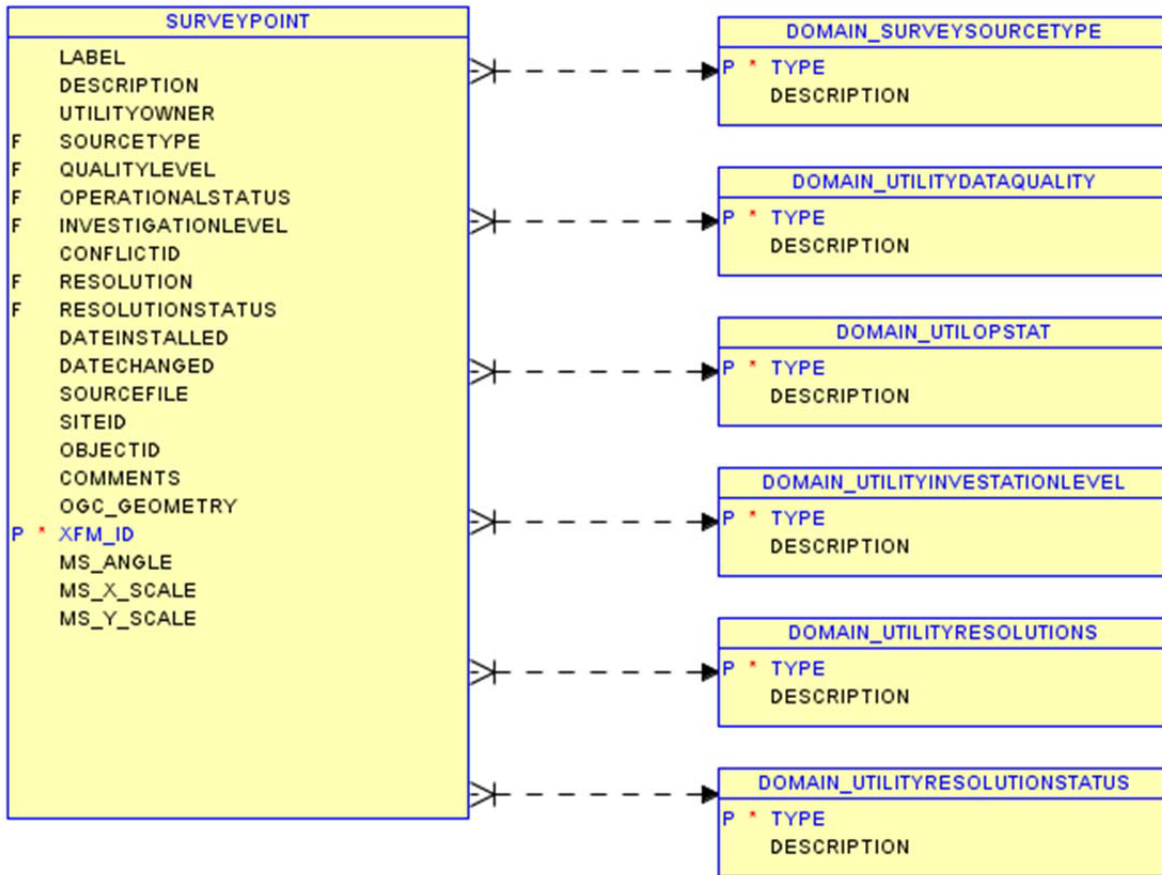 SURVEYPOINT
LABEL
DESCRIPTION
UTILITYOWNER
F SOURCETYPE
F QUALITYLEVEL
F OPERATIONALSTATUS
F INVESTIGATIONLEVEL
CONFLICTID
F RESOLUTION
F RESOLUTIONSTATUS
DATEINSTALLED
DATECHANGED
SOURCEFILE
SITEID
OBJECTID
COMMENTS
OGC_GEOMETRY
P * XFM_ID
MS_ANGLE
MS_X_SCALE
MS_Y_SCALE
DOMAIN_SURVEYSOURCETYPE
P * TYPE
DESCRIPTION
DOMAIN_UTILITYDATAQUALITY
P * TYPE
DESCRIPTION
DOMAIN_UTILOPSTAT
P * TYPE
DESCRIPTION
DOMAIN_UTILITYINVESTATIONLEVEL
P * TYPE
DESCRIPTION
DOMAIN_UTILITYRESOLUTIONS
P * TYPE
DESCRIPTION
DOMAIN_UTILITYRESOLUTIONSTATUS
P * TYPE
DESCRIPTION